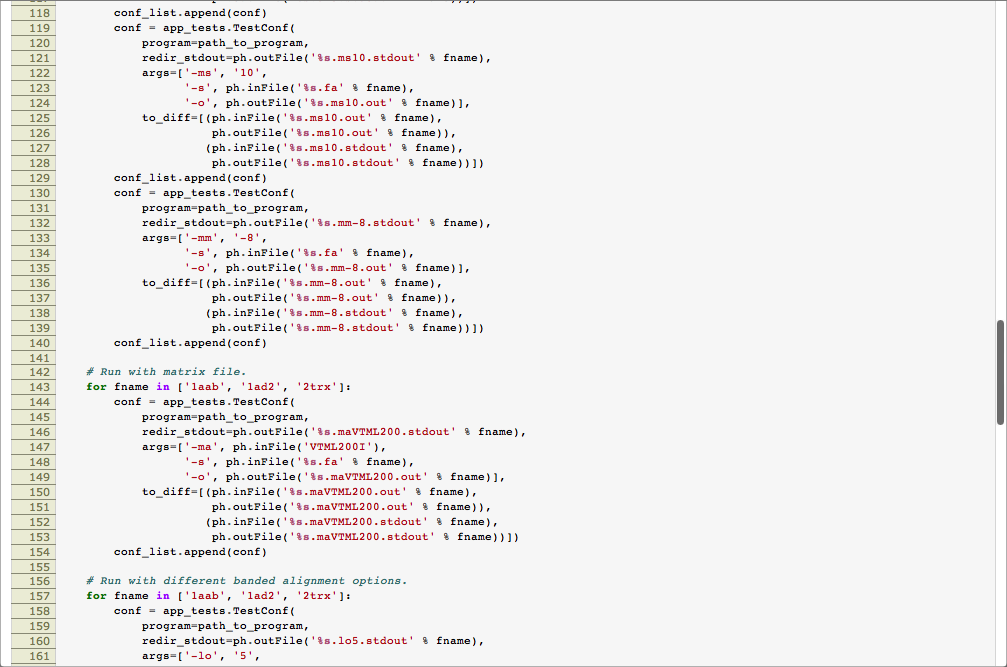 118         conf_list.append(conf)
119         conf = app_tests.TestConf(
120             program=path_to_program,
121             redir_stdout=ph.outFile('%s.ms10.stdout' % fname),
122             args=['-ms', '10',
123                   '-s', ph.inFile('%s.fa' % fname),
124                   '-o', ph.outFile('%s.ms10.out' % fname)],
125             to_diff=[(ph.inFile('%s.ms10.out' % fname),
126                       ph.outFile('%s.ms10.out' % fname)),
127                      (ph.inFile('%s.ms10.stdout' % fname),
128                       ph.outFile('%s.ms10.stdout' % fname))])
129         conf_list.append(conf)
130         conf = app_tests.TestConf(
131             program=path_to_program,
132             redir_stdout=ph.outFile('%s.mm-8.stdout' % fname),
133             args=['-mm', '-8',
134                   '-s', ph.inFile('%s.fa' % fname),
135                   '-o', ph.outFile('%s.mm-8.out' % fname)],
136             to_diff=[(ph.inFile('%s.mm-8.out' % fname),
137                       ph.outFile('%s.mm-8.out' % fname)),
138                      (ph.inFile('%s.mm-8.stdout' % fname),
139                       ph.outFile('%s.mm-8.stdout' % fname))])
140         conf_list.append(conf)
141
142     # Run with matrix file.
143     for fname in ['1aab', '1ad2', '2trx']:
144         conf = app_tests.TestConf(
145             program=path_to_program,
146             redir_stdout=ph.outFile('%s.maVTML200.stdout' % fname),
147             args=['-ma', ph.inFile('VTML200I'),
148                   '-s', ph.inFile('%s.fa' % fname),
149                   '-o', ph.outFile('%s.maVTML200.out' % fname)],
150             to_diff=[(ph.inFile('%s.maVTML200.out' % fname),
151                       ph.outFile('%s.maVTML200.out' % fname)),
152                      (ph.inFile('%s.maVTML200.stdout' % fname),
153                       ph.outFile('%s.maVTML200.stdout' % fname))])
154         conf_list.append(conf)
155
156     # Run with different banded alignment options.
157     for fname in ['1aab', '1ad2', '2trx']:
158         conf = app_tests.TestConf(
159             program=path_to_program,
160             redir_stdout=ph.outFile('%s.lo5.stdout' % fname),
161             args=['-lo', '5',